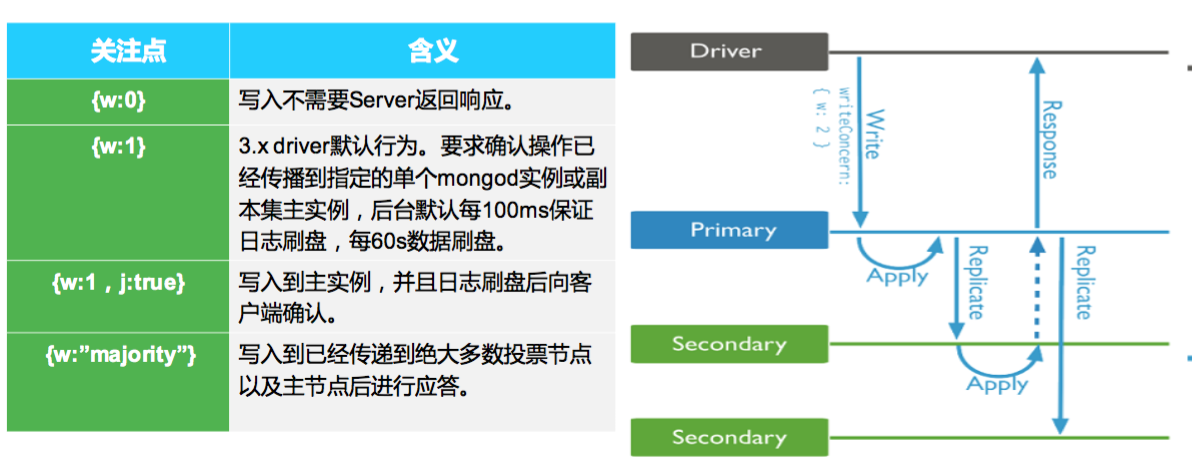 关注点
含义
{w:0}
写入不需要Server返回响应。
{w:1}
3.x driver默认行为。要求确认操作已
经传播到指定的单个mongod实例或副
本集主实例，后台默认每100ms保证
日志刷盘，每60s数据刷盘。
{w:1，j:true}
写入到主实例，并且日志刷盘后向客
户端确认。
{w:”majority”}
写入到已经传递到绝大多数投票节点
以及主节点后进行应答。
Driver
Write
writeConcern:
{ w: 2 }
Response
Primary
Apply
Replicate
Replicate
Secondary
Apply
Secondary